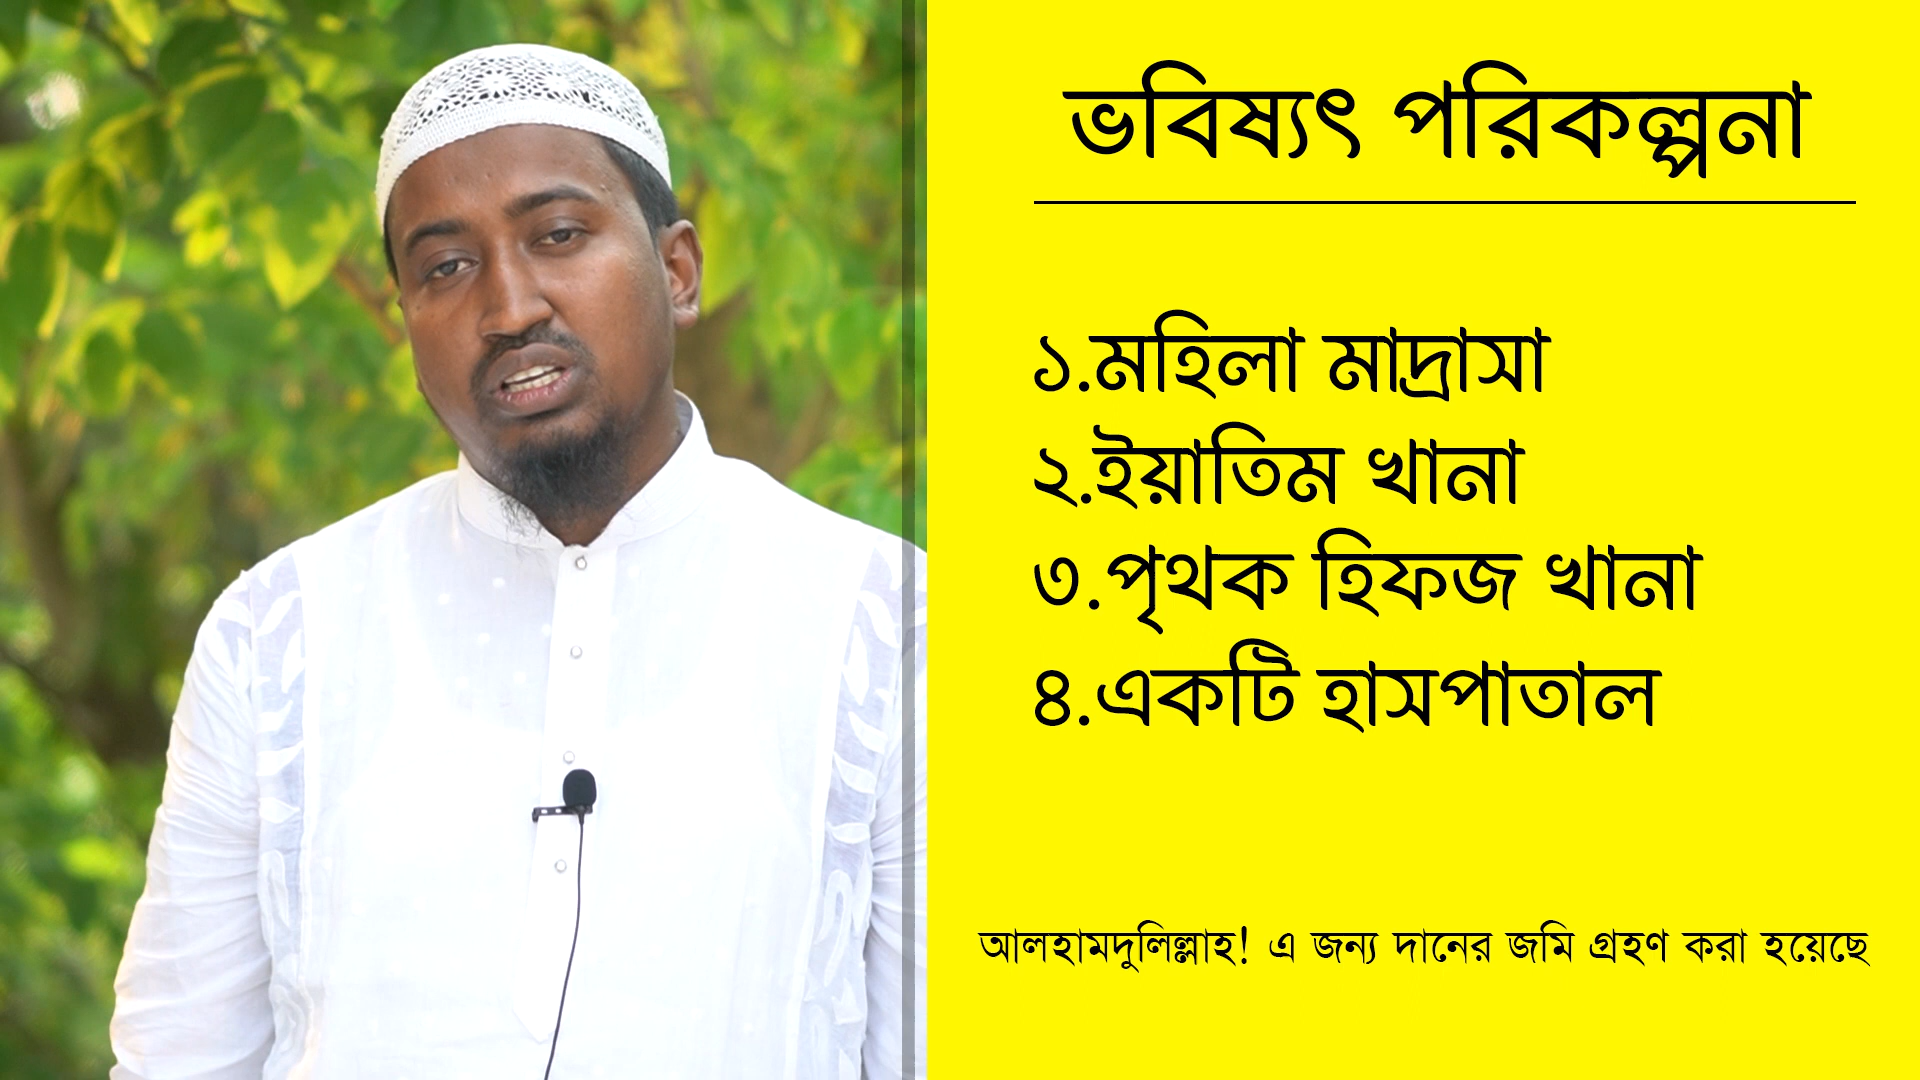 ভবিষ্যৎ পরিকল্পনা
১.মহিলা মাদ্রাসা
২.ইয়াতিম খানা
৩.পৃথক হিফজ খানা
৪.একটি হাসপাতাল
আলহামদুলিল্লাহ! এ জন্য দানের জমি গ্রহণ করা হয়েছে